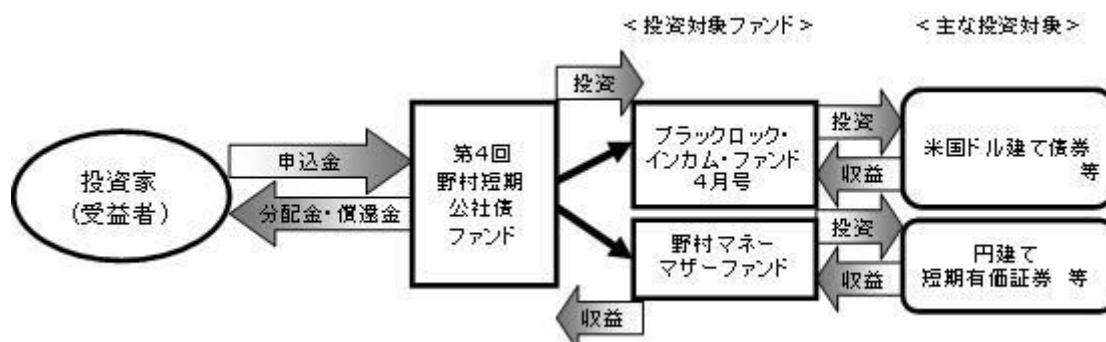 ＜投資対象ファンド＞
＜主な投資対象＞
投資家
(受益者)
申込金
分配金・償還金
第４回
野村短期
公社債
ファンド
投資
収益
ブラックロック・
インカム・ファンド
４月号
野村マネー
マザーファンド
投資
収益
投資
収益
米国ドル建て債券
等
円建て
短期有価証券 等